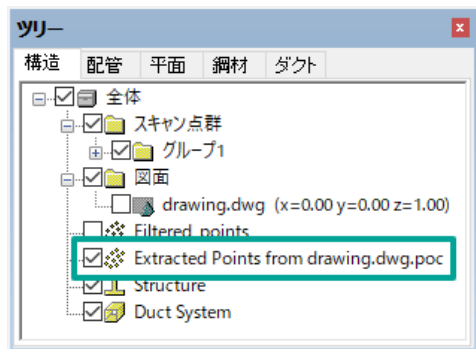 ツリー
構造 配管 平面 鋼材 ダクト
全体
スキャン点群
グループ1
図面
drawing.dwg (x=0.00 y=0.00 z=1.00)
Filtered_points
Extracted Points from drawing.dwg.poc
Structure
Duct System